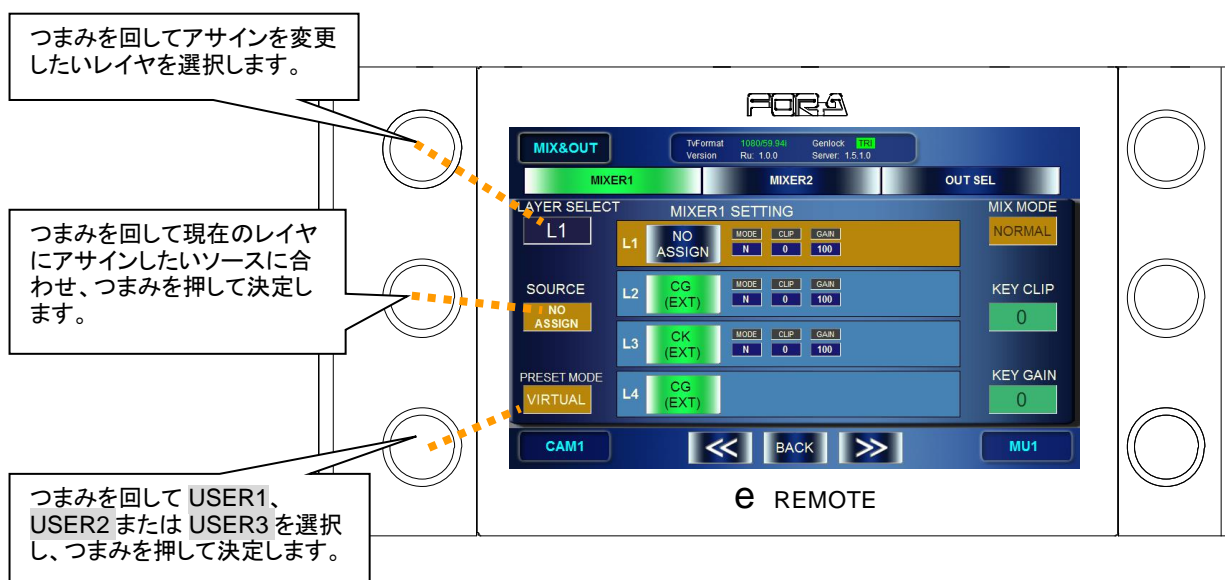 つまみを回してアサインを変更
したいレイヤを選択します。
つまみを回して現在のレイヤ
にアサインしたいソースに合
わせ、つまみを押して決定し
ます。
つまみを回して USER1、
USER2 または USER3 を選択
し、つまみを押して決定します。
FOR-A
MIX&OUT
TvFormat 1080/59.94i Genlock TRI
Version Ru: 1.0.0 Server: 1.5.1.0
MIXER1 MIXER2 OUT SEL
LAYER SELECT
L1
SOURCE
NO
ASSIGN
PRESET MODE
VIRTUAL
MIXER1 SETTING
L1 NO ASSIGN MODE CLIP GAIN
N 0 100
L2 CG (EXT) MODE CLIP GAIN
N 0 100
L3 CK (EXT) MODE CLIP GAIN
N 0 100
L4 CG (EXT)
MIX MODE
NORMAL
KEY CLIP
0
KEY GAIN
0
CAM1 << BACK >> MU1
e REMOTE